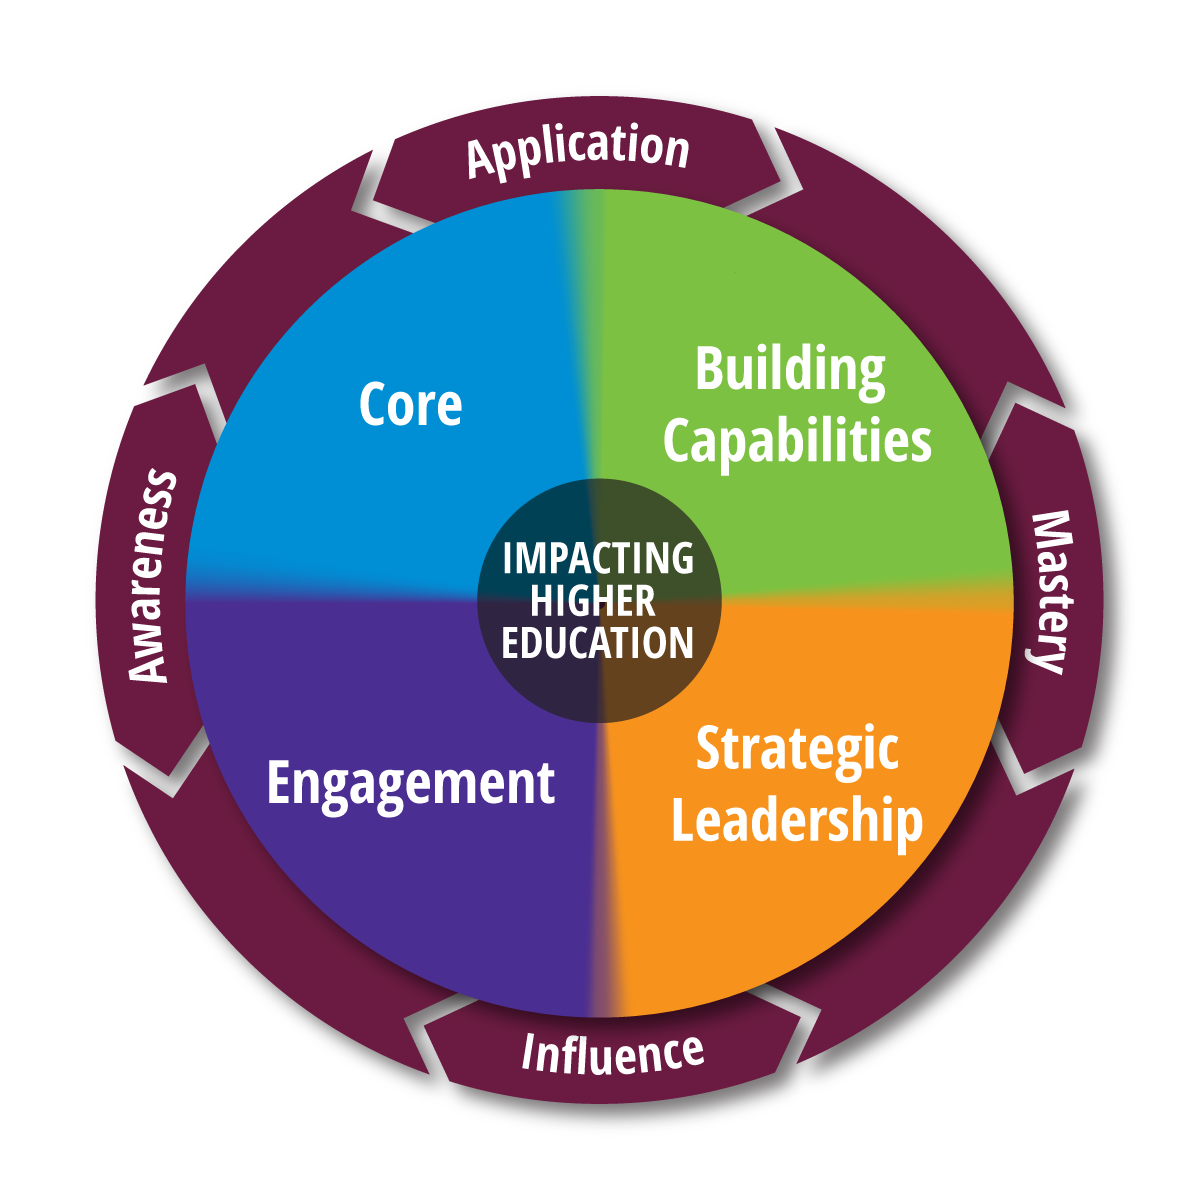 Application
Core
Building
Capabilities
Awareness
IMPACTING
HIGHER
EDUCATION
Mastery
Engagement
Strategic
Leadership
Influence